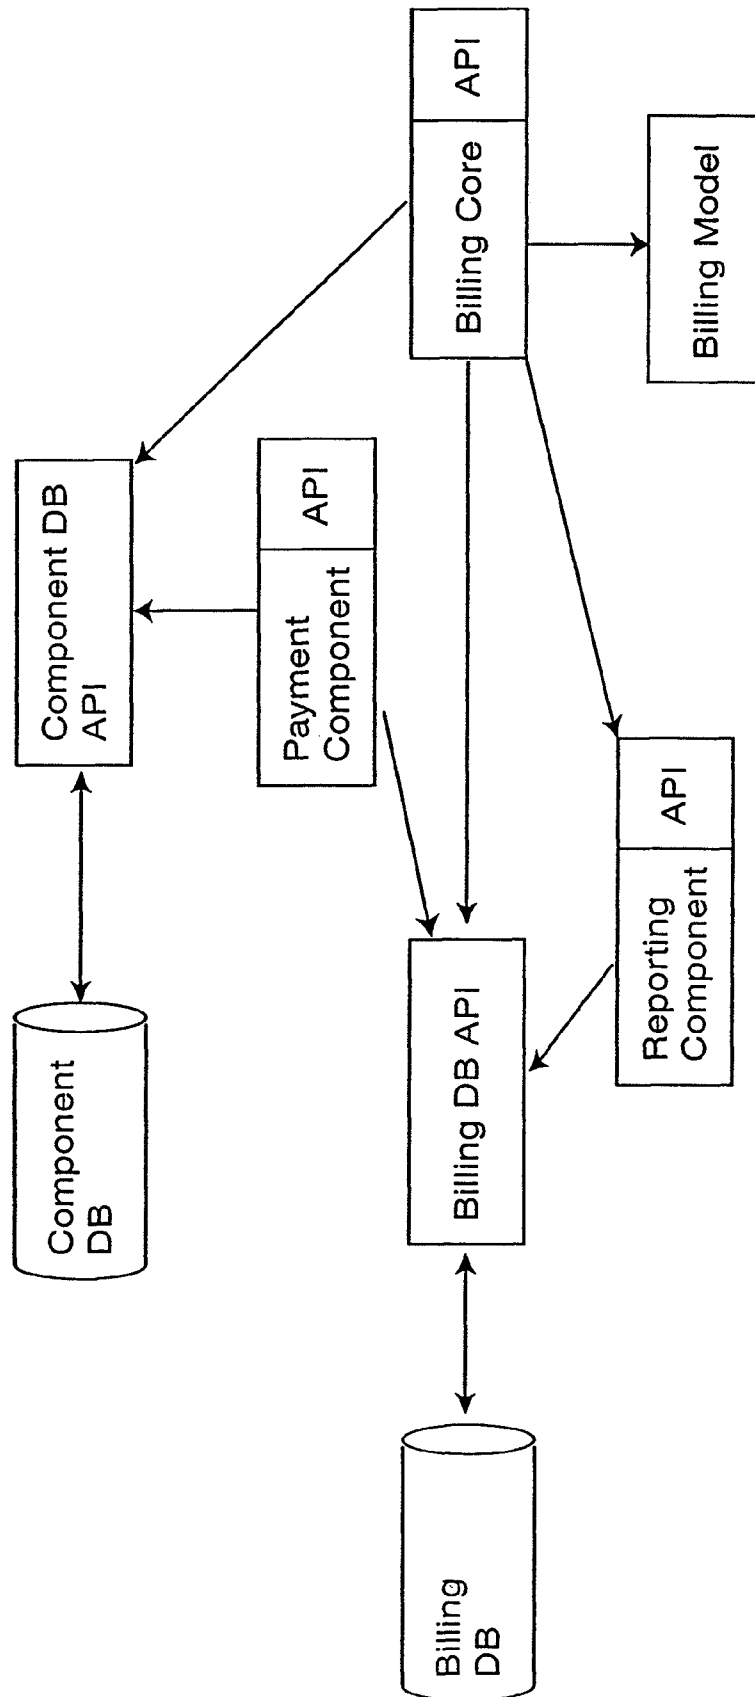 Component
DB
Component DB
API
Payment
Component
API
Billing
DB
Billing DB API
Billing Core
API
Reporting
Component
API
Billing Model